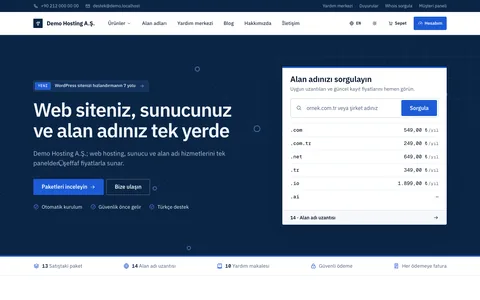 +90 212 000 00 00
destek@demo.localhost
Yardım merkezi
Duyurular
Whois sorgula
Müşteri paneli
Demo Hosting A.Ş.
Ürünler
Alan adları
Yardım merkezi
Blog
Hakkımızda
İletişim
EN
Sepet
Hesabım
YENİ
WordPress sitenizi hızlandırmanın 7 yolu
Web siteniz, sunucunuz
ve alan adınız tek yerde
Demo Hosting A.Ş.; web hosting, sunucu ve alan adı hizmetlerini tek
panelden, şeffaf fiyatlarla sunar.
Paketleri inceleyin
Bize ulaşın
Otomatik kurulum
Güvenlik önce gelir
Türkçe destek
Alan adınızı sorgulayın
Uygun uzantıları ve güncel kayıt fiyatlarını hemen görün.
ornek.com.tr veya şirket adınız
Sorgula
.com 549,00 ₺/yıl
.com.tr 249,00 ₺/yıl
.net 649,00 ₺/yıl
.tr 349,00 ₺/yıl
.io 1.899,00 ₺/yıl
.ai —
14 · Alan adı uzantısı
13 Satıştaki paket
14 Alan adı uzantısı
10 Yardım makalesi
Güvenli ödeme
Her ödemeye fatura